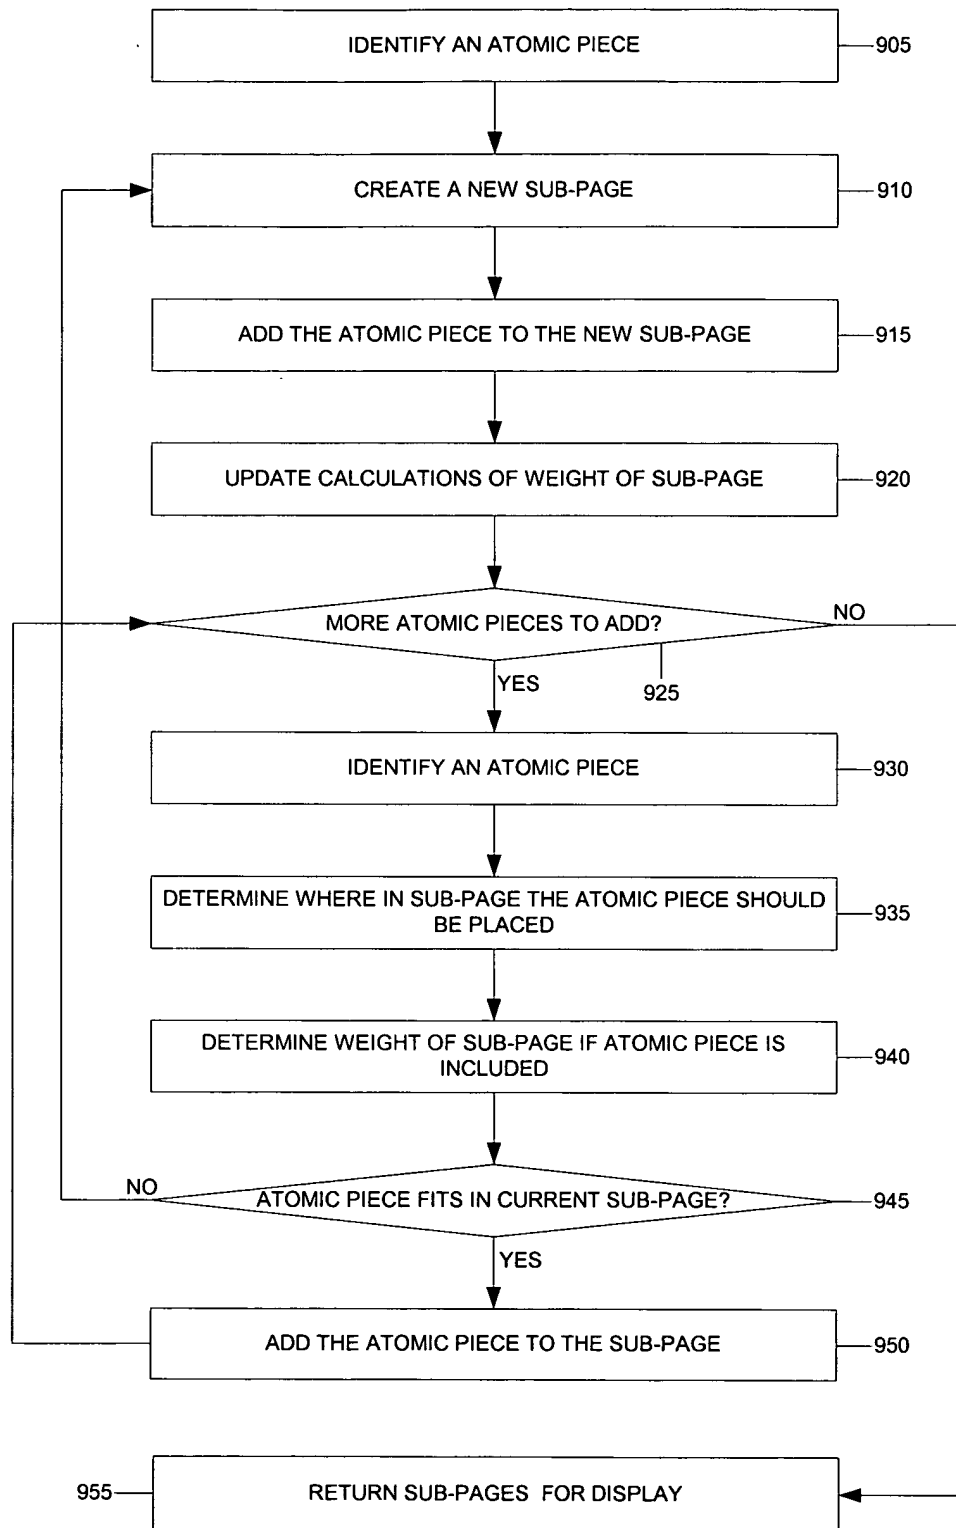 IDENTIFY AN ATOMIC PIECE
905
CREATE A NEW SUB-PAGE
910
ADD THE ATOMIC PIECE TO THE NEW SUB-PAGE
915
UPDATE CALCULATIONS OF WEIGHT OF SUB-PAGE
920
MORE ATOMIC PIECES TO ADD?
NO
YES
925
IDENTIFY AN ATOMIC PIECE
930
DETERMINE WHERE IN SUB-PAGE THE ATOMIC PIECE SHOULD
BE PLACED
935
DETERMINE WEIGHT OF SUB-PAGE IF ATOMIC PIECE IS
INCLUDED
940
NO
ATOMIC PIECE FITS IN CURRENT SUB-PAGE?
945
YES
ADD THE ATOMIC PIECE TO THE SUB-PAGE
950
955
RETURN SUB-PAGES FOR DISPLAY